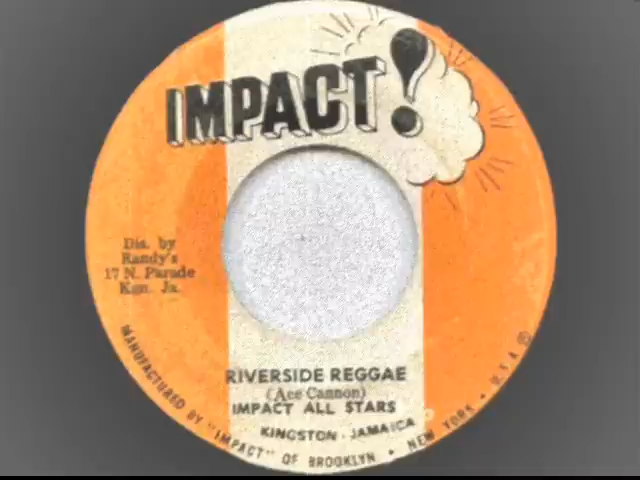 IMPACT!
Dis. by
Randy's
17 N. Parade
Kgn. Ja.
RIVERSIDE REGGAE
(Ace Cannon)
IMPACT ALL STARS
KINGSTON - JAMAICA
MANUFACTURED BY "IMPACT" OF BROOKLYN • NEW YORK • U.S.A. Ⓟ